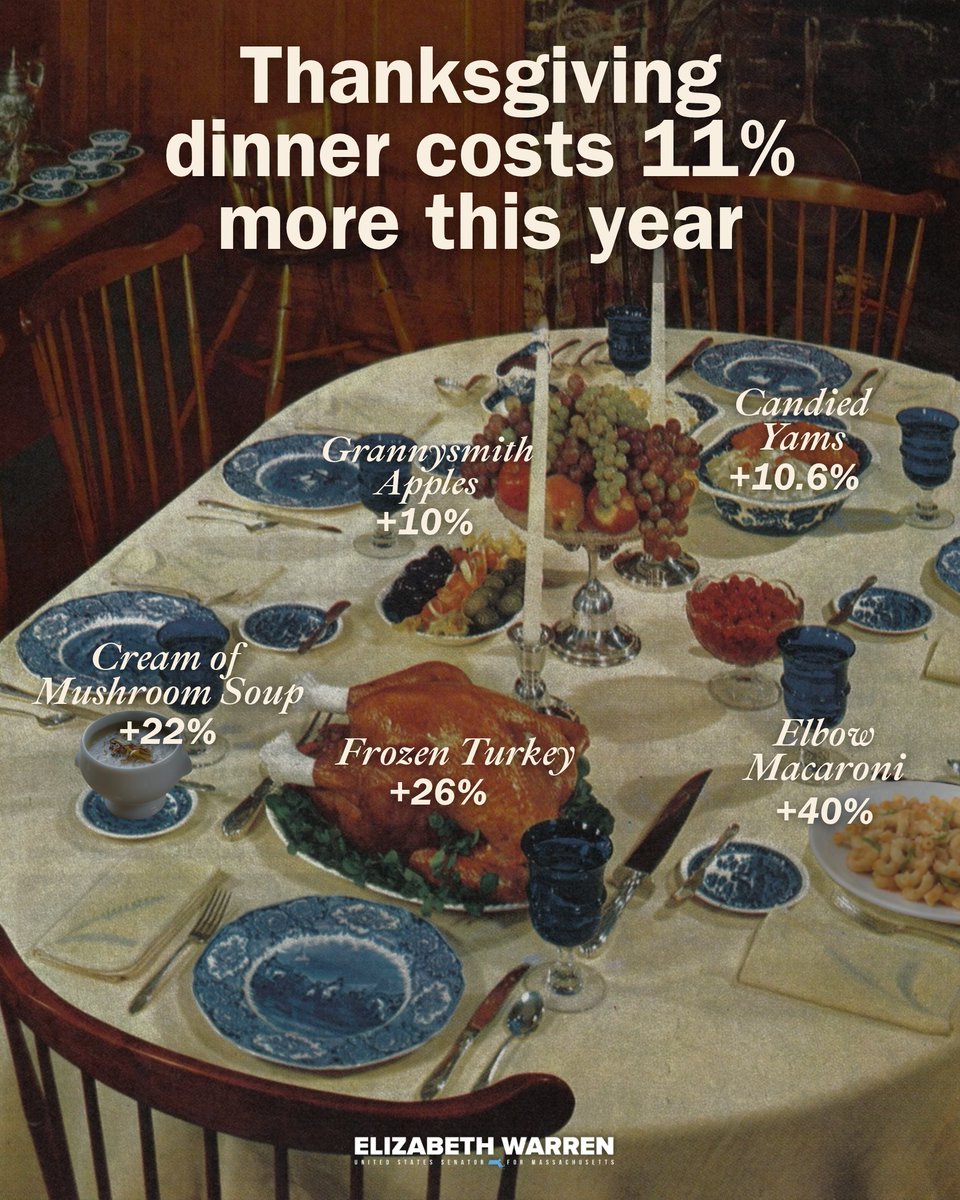 Thanksgiving
dinner costs 11%
more this year
Candied
Yams
+10.6%
Grannysmith
Apples
+10%
Cream of
Mushroom Soup
+22%
Frozen Turkey
+26%
Elbow
Macaroni
+40%
ELIZABETH WARREN
UNITED STATES SENATOR FOR MASSACHUSETTS